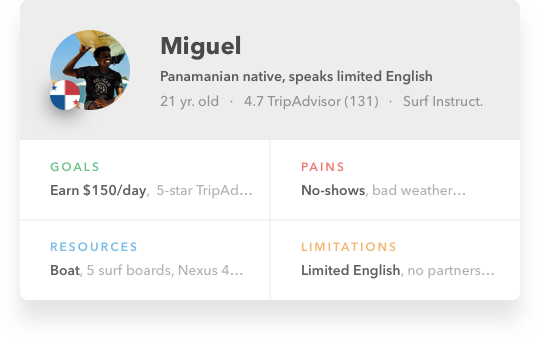 Miguel
Panamanian native, speaks limited English
21 yr. old · 4.7 TripAdvisor (131) · Surf Instruct.
GOALS
Earn $150/day, 5-star TripAd...
PAINS
No-shows, bad weather...
RESOURCES
Boat, 5 surf boards, Nexus 4...
LIMITATIONS
Limited English, no partners...